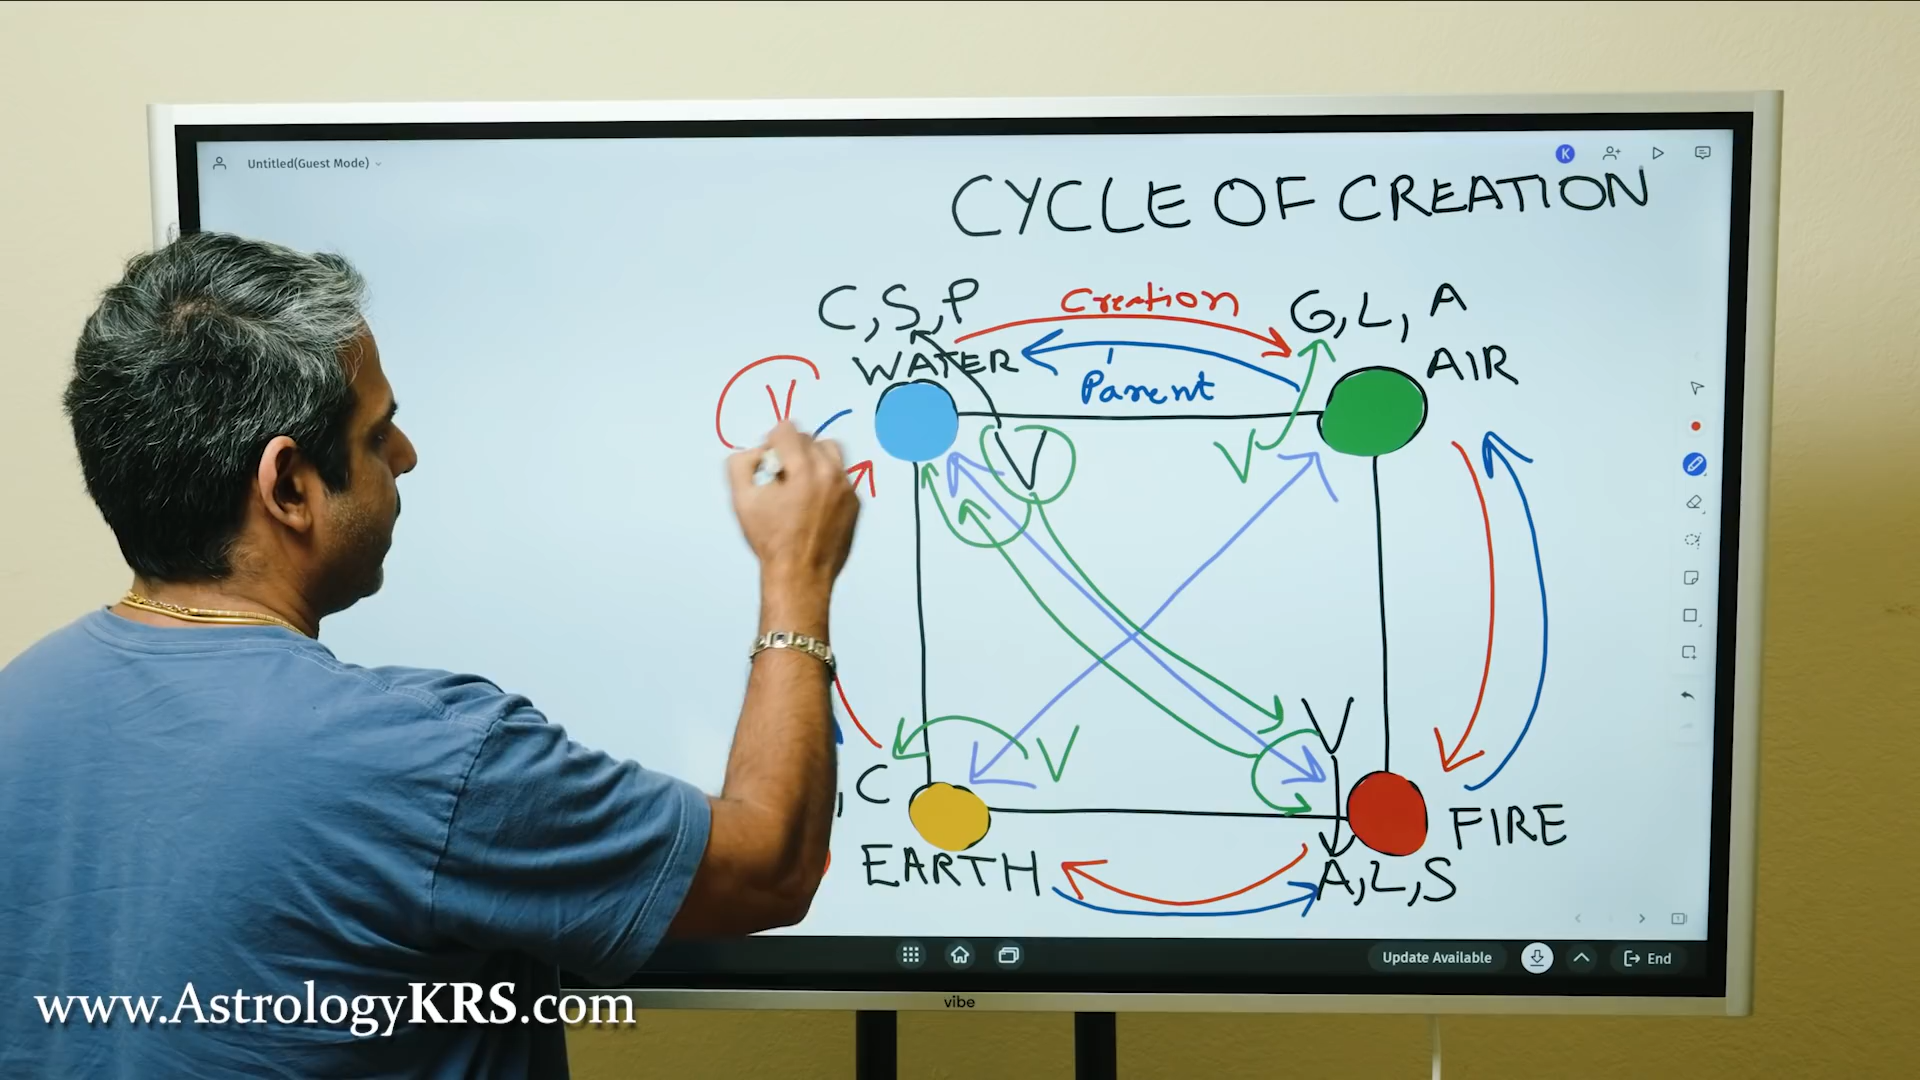 Untitled(Guest Mode)
K
CYCLE OF CREATION
C, S, P
Creation
G, L, A
WATER
AIR
Parent
V
V
V
V
V
, C
FIRE
EARTH
A, L, S
Update Available
End
vibe
www.AstrologyKRS.com